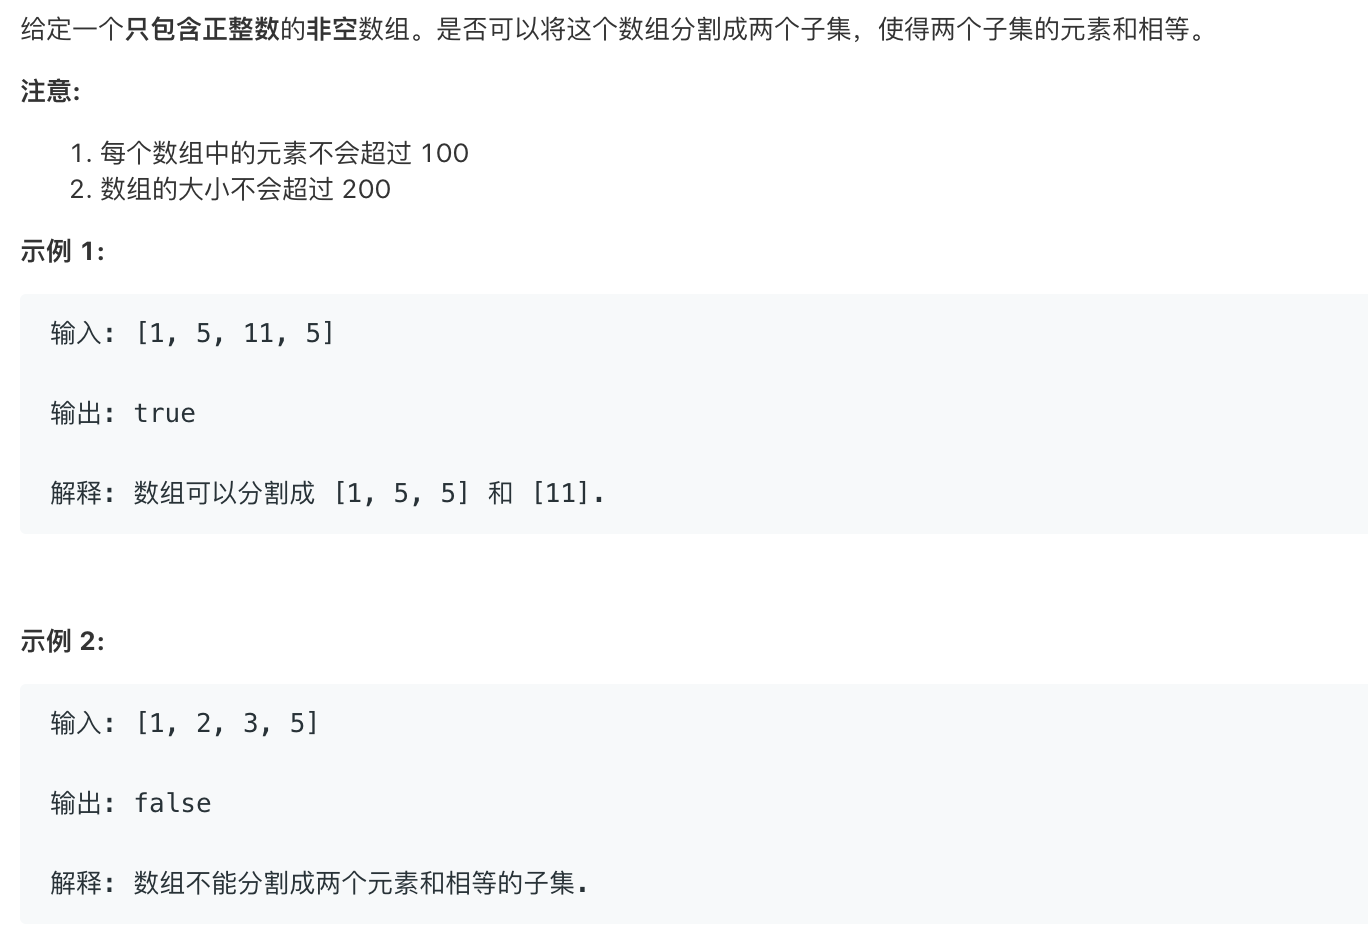 给定一个只包含正整数的非空数组。是否可以将这个数组分割成两个子集，使得两个子集的元素和相等。
注意:
1. 每个数组中的元素不会超过 100
2. 数组的大小不会超过 200
示例 1:
输入: [1, 5, 11, 5]
输出: true
解释: 数组可以分割成 [1, 5, 5] 和 [11].
示例 2:
输入: [1, 2, 3, 5]
输出: false
解释: 数组不能分割成两个元素和相等的子集.